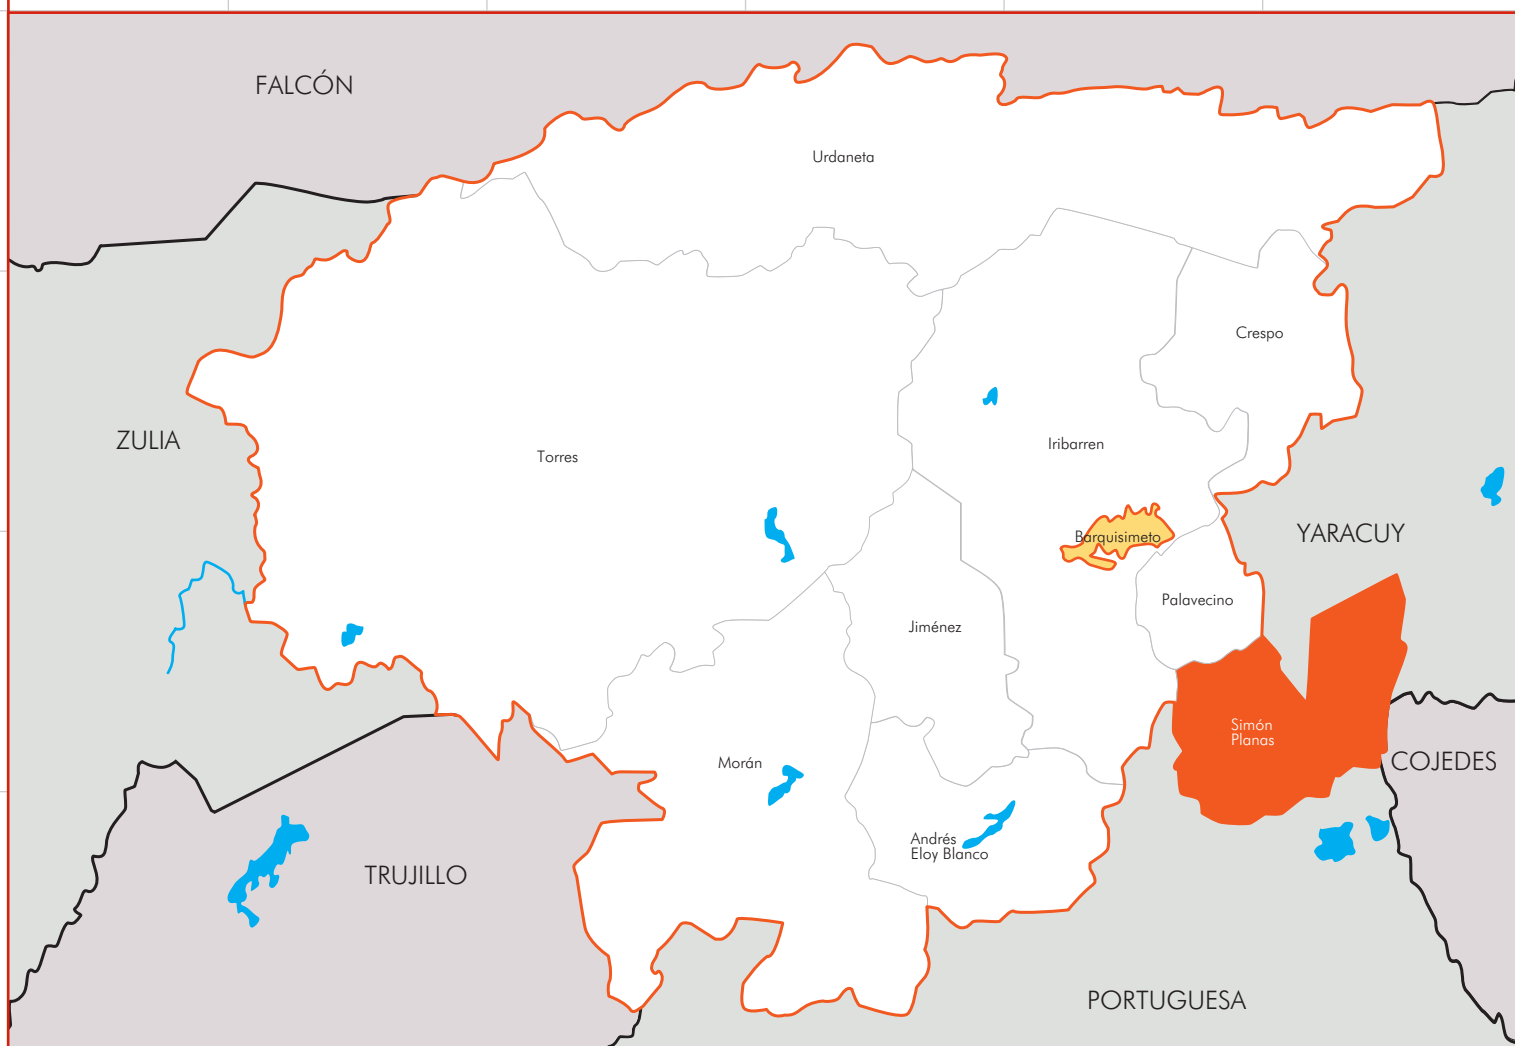 FALCÓN
Urdaneta
Crespo
ZULIA
Torres
Iribarren
YARACUY
Barquisimeto
Palavecino
Jiménez
Simón
Planas
Morán
COJEDES
Andrés
Eloy Blanco
TRUJILLO
PORTUGUESA